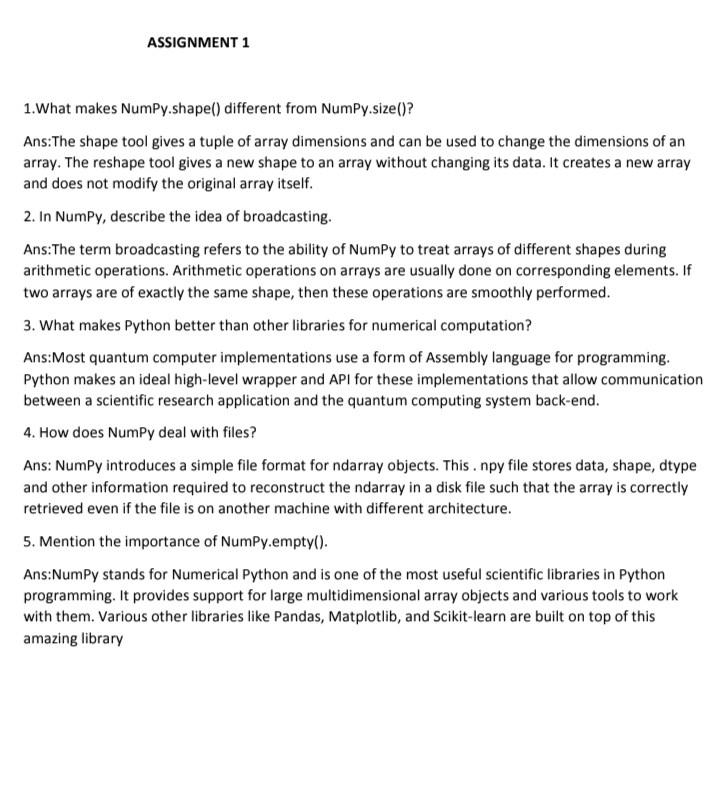 ASSIGNMENT 1
1.What makes NumPy.shape() different from NumPy.size()?
Ans:The shape tool gives a tuple of array dimensions and can be used to change the dimensions of an
array. The reshape tool gives a new shape to an array without changing its data. It creates a new array
and does not modify the original array itself.
2. In NumPy, describe the idea of broadcasting.
Ans:The term broadcasting refers to the ability of NumPy to treat arrays of different shapes during
arithmetic operations. Arithmetic operations on arrays are usually done on corresponding elements. If
two arrays are of exactly the same shape, then these operations are smoothly performed.
3. What makes Python better than other libraries for numerical computation?
Ans:Most quantum computer implementations use a form of Assembly language for programming.
Python makes an ideal high-level wrapper and API for these implementations that allow communication
between a scientific research application and the quantum computing system back-end.
4. How does NumPy deal with files?
Ans: NumPy introduces a simple file format for ndarray objects. This . npy file stores data, shape, dtype
and other information required to reconstruct the ndarray in a disk file such that the array is correctly
retrieved even if the file is on another machine with different architecture.
5. Mention the importance of NumPy.empty().
Ans:NumPy stands for Numerical Python and is one of the most useful scientific libraries in Python
programming. It provides support for large multidimensional array objects and various tools to work
with them. Various other libraries like Pandas, Matplotlib, and Scikit-learn are built on top of this
amazing library